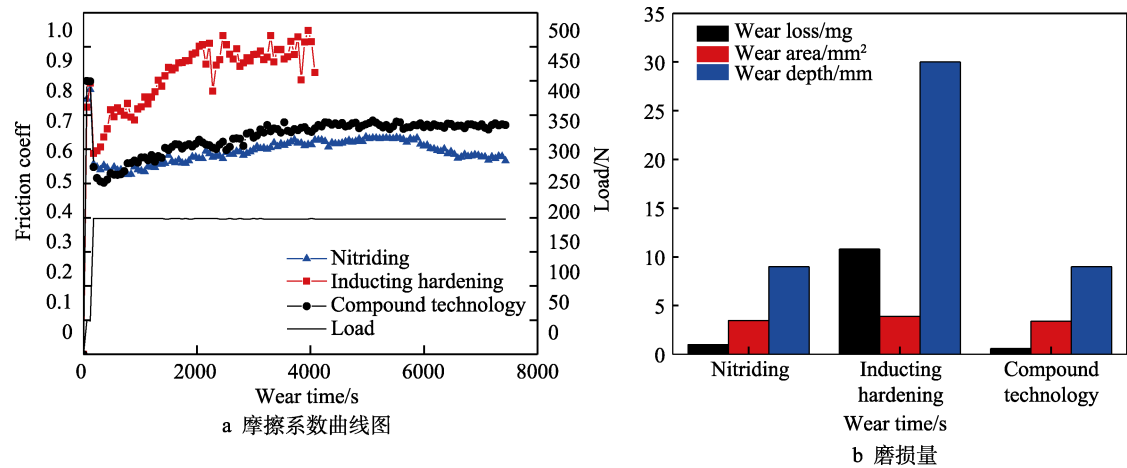 Friction coeff
1.0
0.9
0.8
0.7
0.6
0.5
0.4
0.3
0.2
0.1
0
500
450
400
350
300
250
200
150
100
50
0
Load/N
Nitriding
Inducting hardening
Compound technology
Load
0 2000 4000 6000 8000
Wear time/s
a 摩擦系数曲线图
35
30
25
20
15
10
5
0
Wear loss/mg
Wear area/mm²
Wear depth/mm
Nitriding
Inducting
hardening
Compound
technology
Wear time/s
b 磨损量